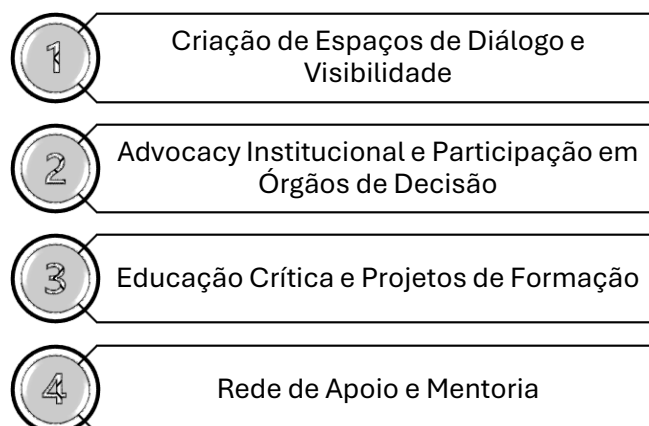 1
Criação de Espaços de Diálogo e
Visibilidade
2
Advocacy Institucional e Participação em
Órgãos de Decisão
3
Educação Crítica e Projetos de Formação
4
Rede de Apoio e Mentoria